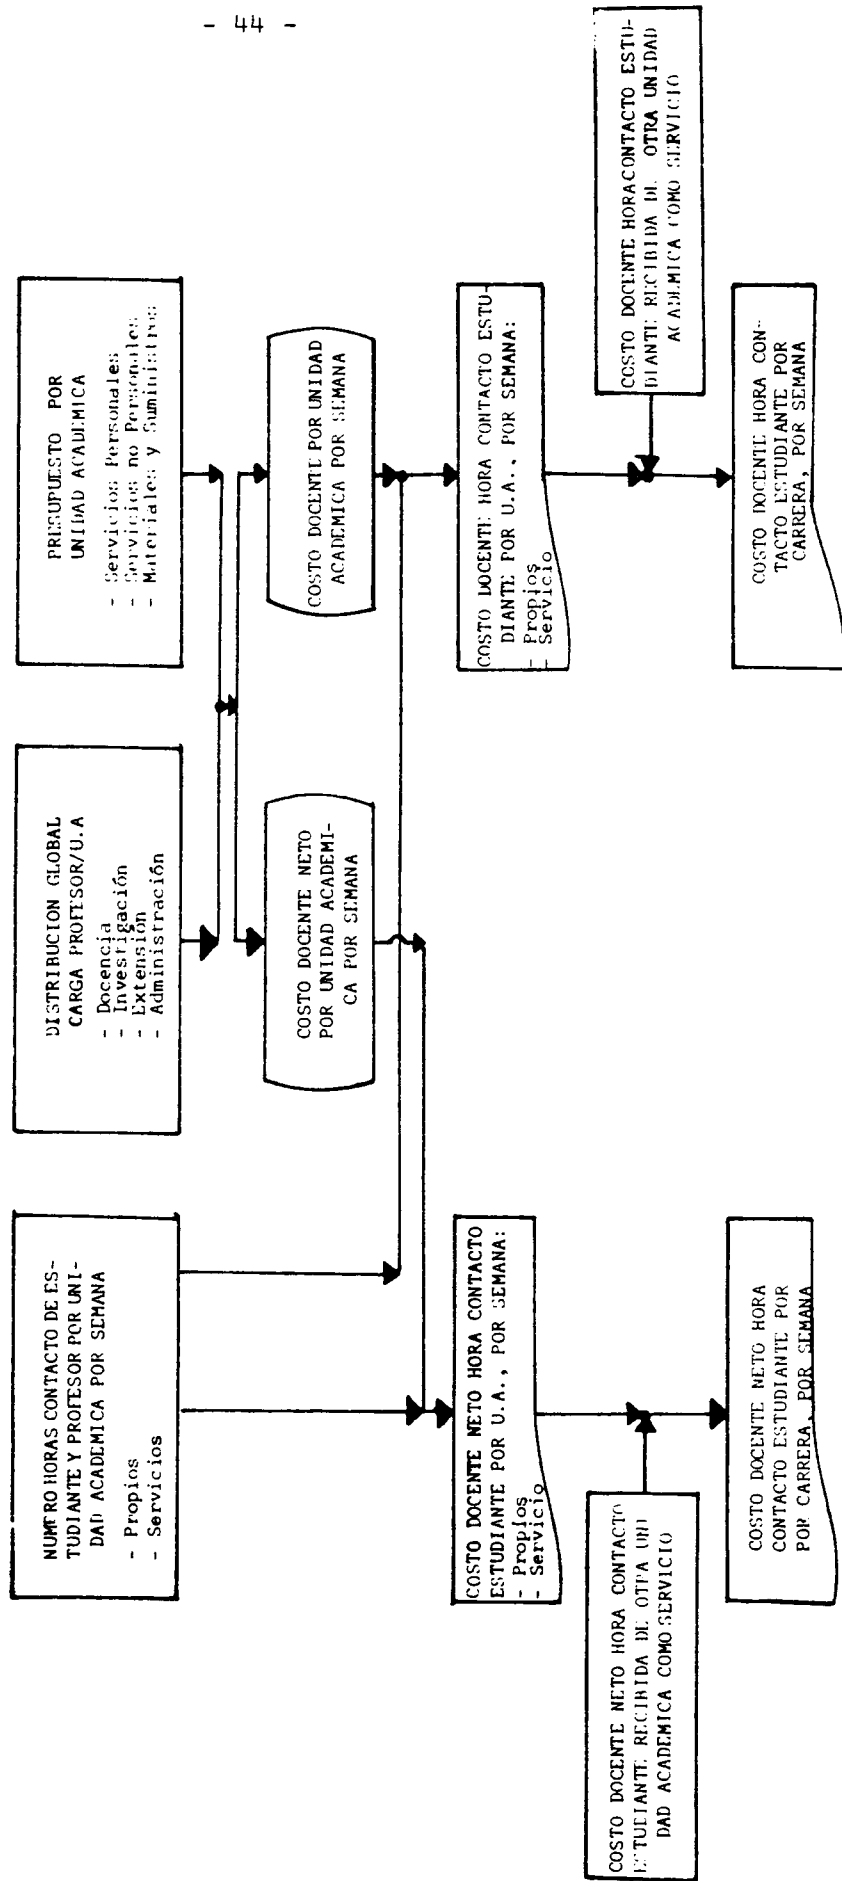 - 44 -
NUMERO HORAS CONTACTO DE ES-
TUDIANTE Y PROFESOR POR UNI-
DAD ACADEMICA POR SEMANA
- Propios
- Servicios
DISTRIBUCION GLOBAL
CARGA PROFESOR/U.A
- Docencia
- Investigación
- Extensión
- Administración
PRESUPUESTO POR
UNIDAD ACADEMICA
- Servicios Personales
- Servicios no Personales
- Materiales y Suministros
COSTO DOCENTE NETO
POR UNIDAD ACADEMI-
CA POR SEMANA
COSTO DOCENTE POR UNIDAD
ACADEMICA POR SEMANA
COSTO DOCENTE NETO HORA CONTACTO
ESTUDIANTE POR U.A., POR SEMANA:
- Propios
- Servicio
COSTO DOCENTE HORA CONTACTO ESTU-
DIANTE POR U.A., POR SEMANA:
- Propios
- Servicio
COSTO DOCENTE NETO HORA CONTACTO
ESTUDIANTE RECIBIDA DE OTRA UNI
DAD ACADEMICA COMO SERVICIO
COSTO DOCENTE HORA CONTACTO ESTU-
DIANTE RECIBIDA DE OTRA UNIDAD
ACADEMICA COMO SERVICIO
COSTO DOCENTE NETO HORA
CONTACTO ESTUDIANTE POR
POR CARRERA, POR SEMANA
COSTO DOCENTE HORA CON-
TACTO ESTUDIANTE POR
CARRERA, POR SEMANA